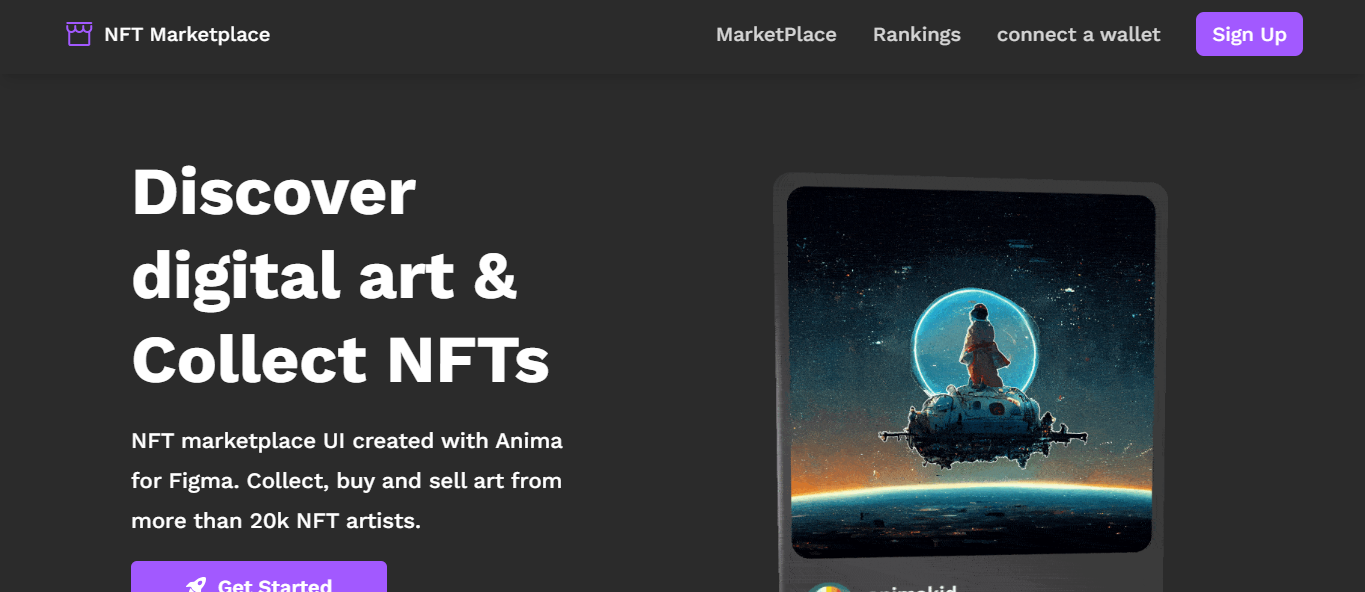 NFT Marketplace
MarketPlace
Rankings
connect a wallet
Sign Up
Discover
digital art &
Collect NFTs
NFT marketplace UI created with Anima
for Figma. Collect, buy and sell art from
more than 20k NFT artists.
Get Started